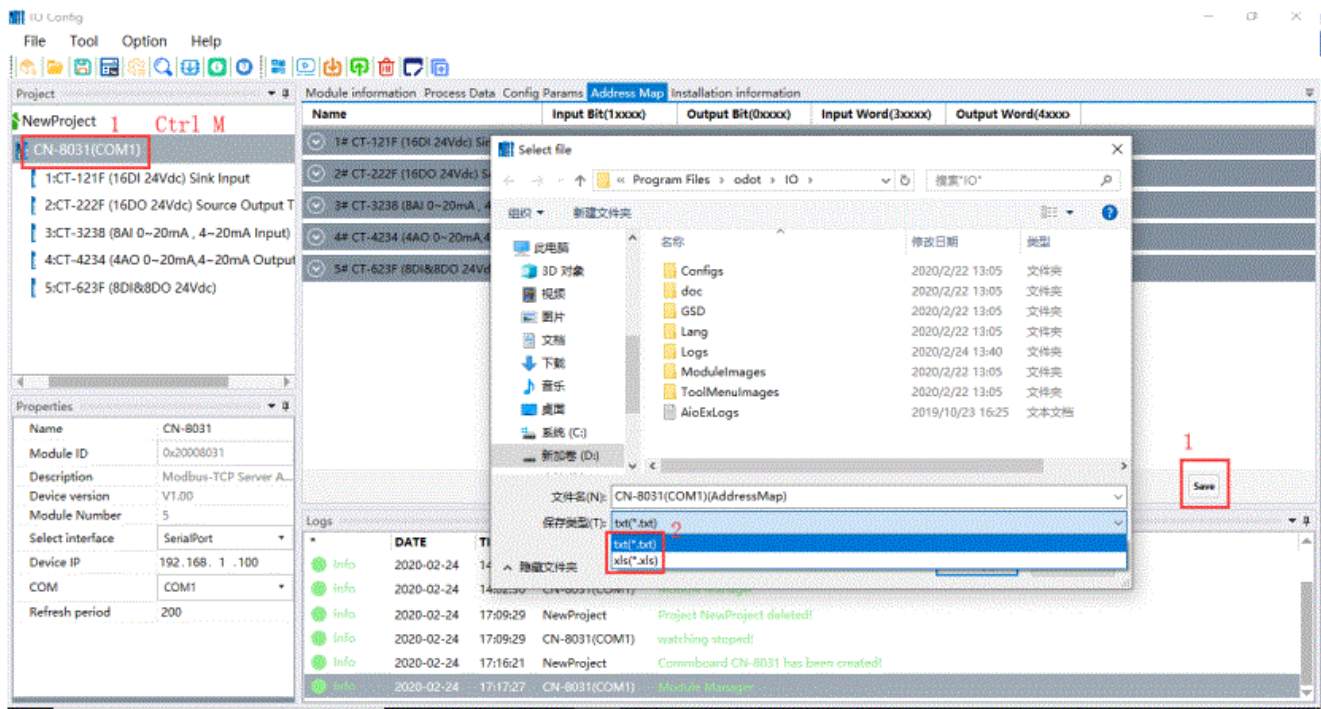 IO Config
File Tool Option Help
Project
NewProject 1 Ctrl M
CN-8031(COM1)
1:CT-121F (16DI 24Vdc) Sink Input
2:CT-222F (16DO 24Vdc) Source Output T
3:CT-3238 (8AI 0~20mA , 4~20mA Input)
4:CT-4234 (4AO 0~20mA,4~20mA Output
5:CT-623F (8DI&8DO 24Vdc)
Properties
Name CN-8031
Module ID 0x20008031
Description Modbus-TCP Server A...
Device version V1.00
Module Number 5
Select interface SerialPort
Device IP 192.168. 1 .100
COM COM1
Refresh period 200
Module information Process Data Config Params Address Map Installation information
Name Input Bit(1xxxx) Output Bit(0xxxx) Input Word(3xxxx) Output Word(4xxxx)
1# CT-121F (16DI 24Vdc) Sin
2# CT-222F (16DO 24Vdc) S
3# CT-3238 (8AI 0~20mA , 4
4# CT-4234 (4AO 0~20mA,4
5# CT-623F (8DI&8DO 24Vd
Select file
« Program Files › odot › IO ›
搜索"IO"
组织 新建文件夹
此电脑
3D 对象
视频
图片
文档
下载
音乐
桌面
系统 (C:)
新加卷 (D:)
名称 修改日期 类型
Configs 2020/2/22 13:05 文件夹
doc 2020/2/22 13:05 文件夹
GSD 2020/2/22 13:05 文件夹
Lang 2020/2/22 13:05 文件夹
Logs 2020/2/24 13:40 文件夹
ModuleImages 2020/2/22 13:05 文件夹
ToolMenuImages 2020/2/22 13:05 文件夹
AioExLogs 2019/10/23 16:25 文本文档
文件名(N): CN-8031(COM1)(AddressMap)
保存类型(T): txt(*.txt)
2
txt(*.txt)
xls(*.xls)
隐藏文件夹
1
Save
Logs
* DATE TI
Info 2020-02-24 14
Info 2020-02-24 14:02:30 CN-8031(COM1) Module Manager
Info 2020-02-24 17:09:29 NewProject Project NewProject deleted!
Info 2020-02-24 17:09:29 CN-8031(COM1) watching stoped!
Info 2020-02-24 17:16:21 NewProject Commboard CN-8031 has been created!
Info 2020-02-24 17:17:27 CN-8031(COM1) Module Manager